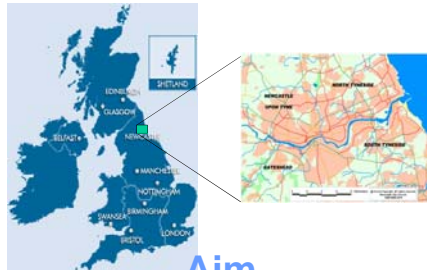 SHETLAND
EDINBURGH
GLASGOW
NEWCASTLE
BELFAST
MANCHESTER
NOTTINGHAM
BIRMINGHAM
SWANSEA
LONDON
BRISTOL
NORTH TYNESIDE
NEWCASTLE
UPON TYNE
SOUTH TYNESIDE
GATESHEAD
Aim